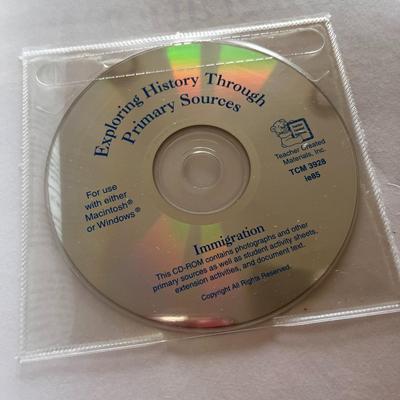 Exploring History Through
Primary Sources
Teacher Created
Materials, Inc.
TCM 3928
ie85
For use
with either
Macintosh®
or Windows®
Immigration
This CD-ROM contains photographs and other
primary sources as well as student activity sheets,
extension activities, and document text.
Copyright All Rights Reserved.